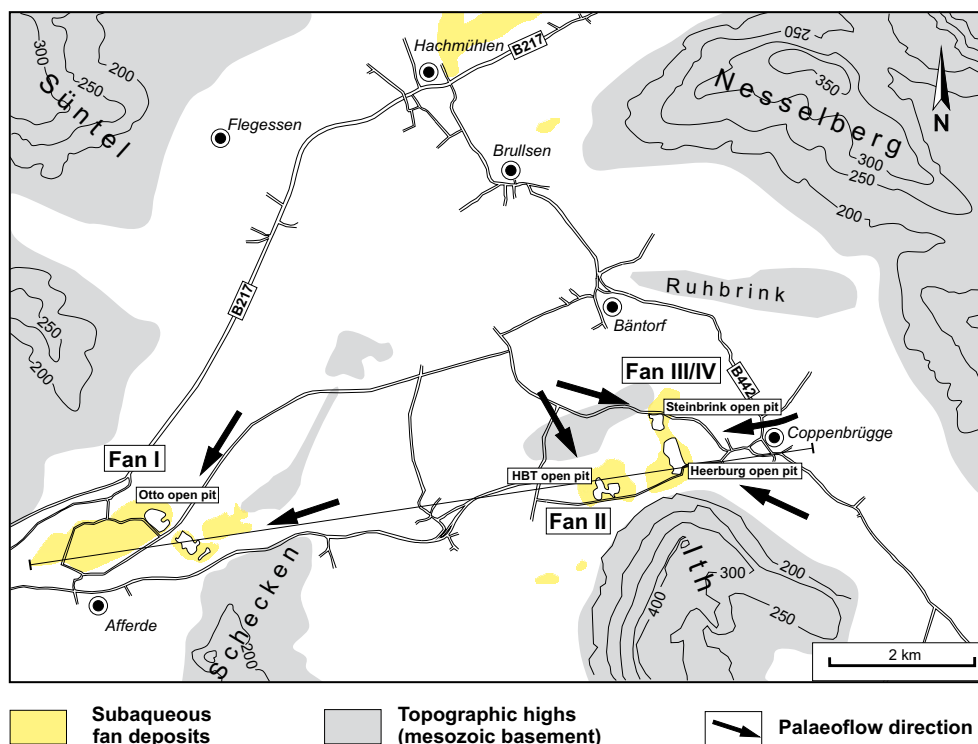 Hachmühlen
B217
250
200
300
250
200
Süntel
Flegessen
Brullsen
350
Nesselberg
300
250
200
N
B217
Ruhbrink
Bäntorf
250
200
Fan III/IV
B442
Steinbrink open pit
Coppenbrügge
Fan I
Otto open pit
HBT open pit
Heerburg open pit
Fan II
Ith
200
300
400
250
Schecken
200
Afferde
2 km
Subaqueous
fan deposits
Topographic highs
(mesozoic basement)
Palaeoflow direction